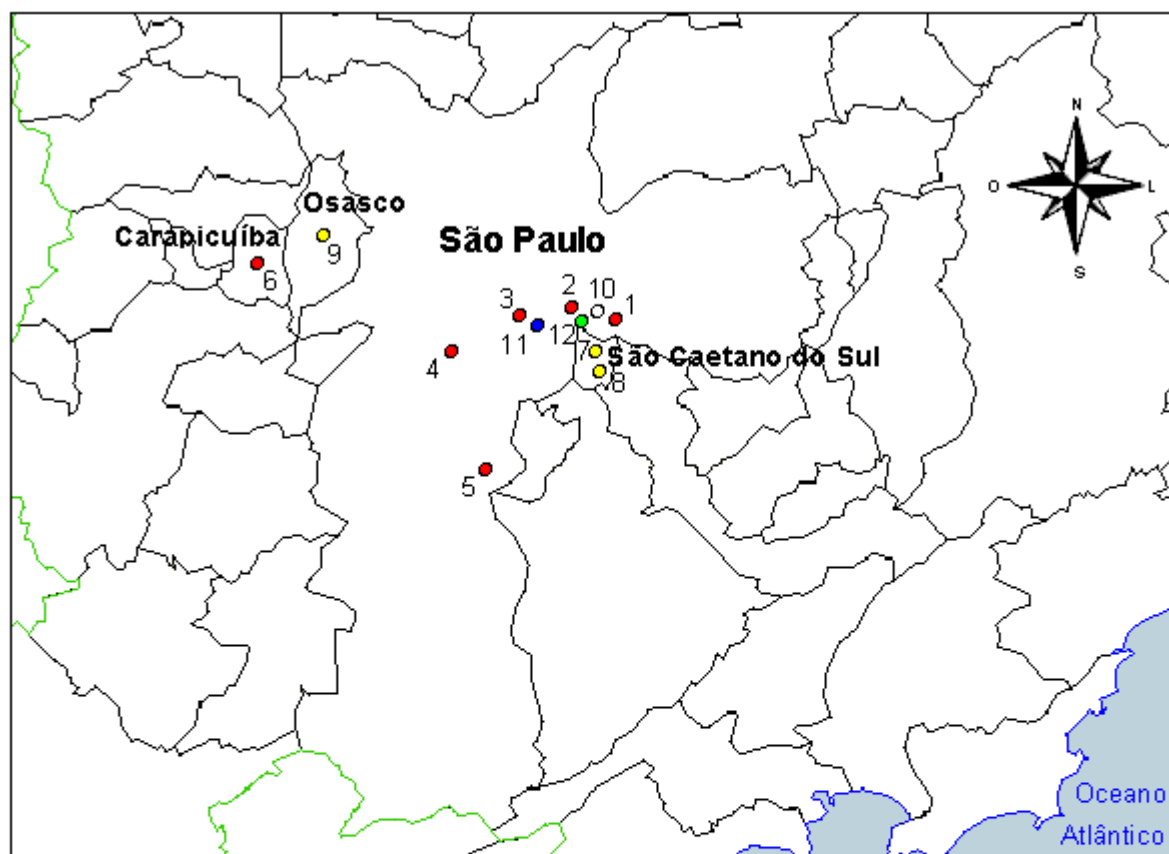 N
O
L
S
Osasco
Carapicuíba
São Paulo
9
6
2
10
3
1
11
12
4
7
São Caetano do Sul
8
5
Oceano
Atlântico